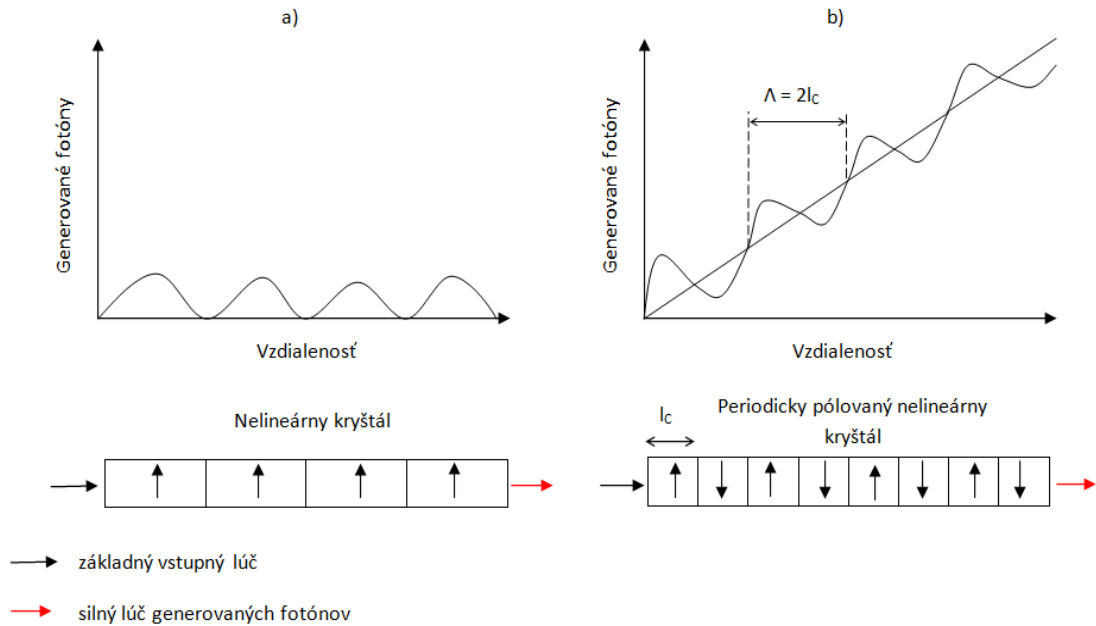 a)
Generované fotóny
Vzdialenosť
Nelineárny kryštál
b)
Generované fotóny
Λ = 2lC
Vzdialenosť
lC
Periodicky pólovaný nelineárny
kryštál
základný vstupný lúč
silný lúč generovaných fotónov